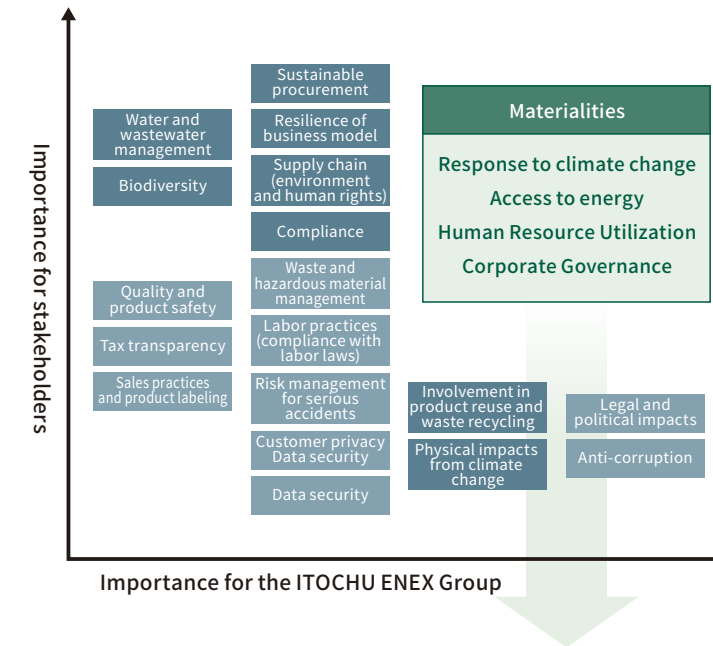 Importance for stakeholders
Water and
wastewater
management
Biodiversity
Quality and
product safety
Tax transparency
Sales practices
and product labeling
Sustainable
procurement
Resilience of
business model
Supply chain
(environment
and human rights)
Compliance
Waste and
hazardous material
management
Labor practices
(compliance with
labor laws)
Risk management
for serious
accidents
Customer privacy
Data security
Data security
Materialities
Response to climate change
Access to energy
Human Resource Utilization
Corporate Governance
Involvement in
product reuse and
waste recycling
Physical impacts
from climate
change
Legal and
political impacts
Anti-corruption
Importance for the ITOCHU ENEX Group